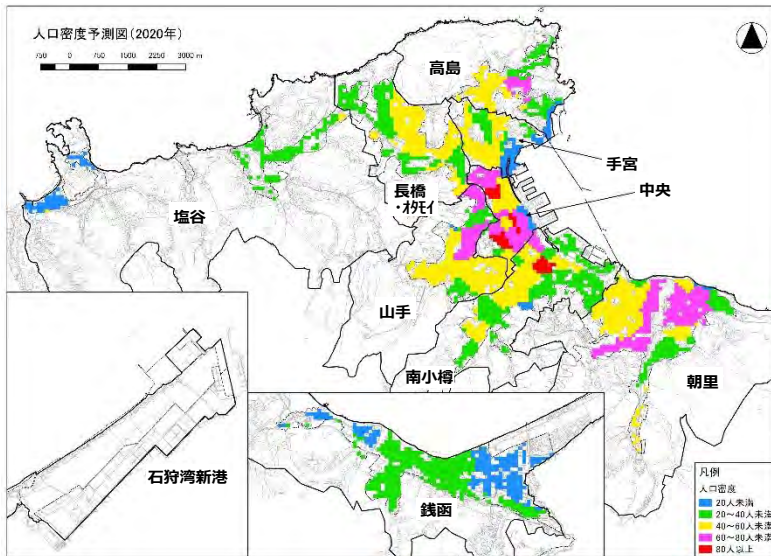 人口密度予測図(2020年)
750 0 750 1500 2250 3000 m
高島
手宮
中央
長橋
・オタモイ
塩谷
山手
南小樽
朝里
石狩湾新港
銭函
凡例
人口密度
20人未満
20～40人未満
40～60人未満
60～80人未満
80人以上